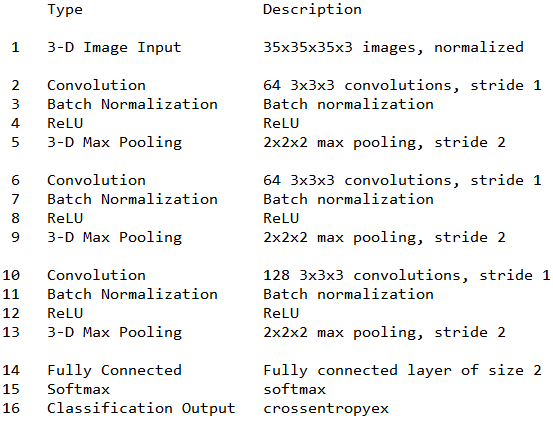 Type Description
1 3-D Image Input 35x35x35x3 images, normalized
2 Convolution 64 3x3x3 convolutions, stride 1
3 Batch Normalization Batch normalization
4 ReLU ReLU
5 3-D Max Pooling 2x2x2 max pooling, stride 2
6 Convolution 64 3x3x3 convolutions, stride 1
7 Batch Normalization Batch normalization
8 ReLU ReLU
9 3-D Max Pooling 2x2x2 max pooling, stride 2
10 Convolution 128 3x3x3 convolutions, stride 1
11 Batch Normalization Batch normalization
12 ReLU ReLU
13 3-D Max Pooling 2x2x2 max pooling, stride 2
14 Fully Connected Fully connected layer of size 2
15 Softmax softmax
16 Classification Output crossentropyex